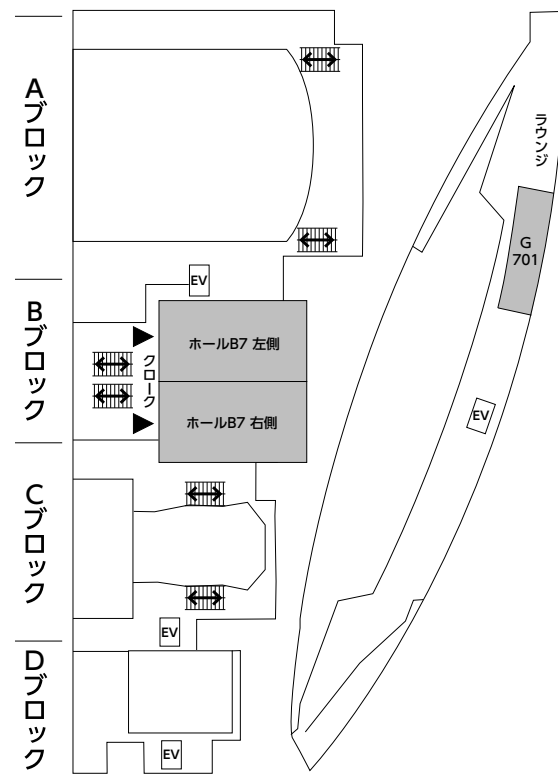 Aブロック
Bブロック
Cブロック
Dブロック
EV
ホールB7 左側
クローク
ホールB7 右側
EV
EV
ラウンジ
G
701
EV